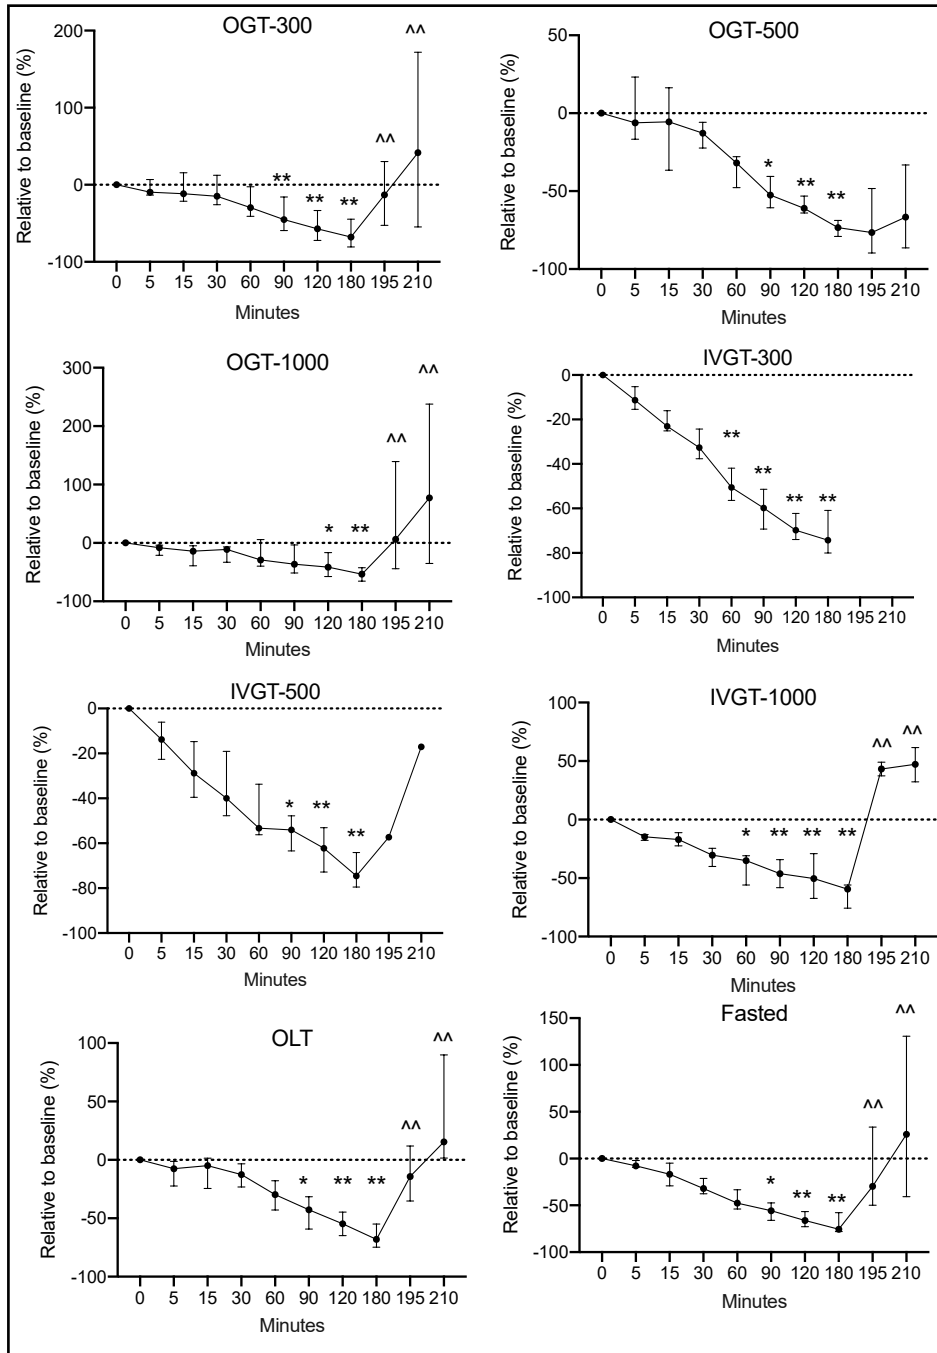 OGT-300
Relative to baseline (%)
200
100
0
-100
** ** ** ^^ ^^
0 5 15 30 60 90 120 180 195 210
Minutes
OGT-500
Relative to baseline (%)
50
0
-50
-100
* ** **
0 5 15 30 60 90 120 180 195 210
Minutes
OGT-1000
Relative to baseline (%)
300
200
100
0
-100
* ** ^^ ^^
0 5 15 30 60 90 120 180 195 210
Minutes
IVGT-300
Relative to baseline (%)
0
-20
-40
-60
-80
-100
** ** ** **
0 5 15 30 60 90 120 180 195 210
Minutes
IVGT-500
Relative to baseline (%)
0
-20
-40
-60
-80
-100
* ** **
0 5 15 30 60 90 120 180 195 210
Minutes
IVGT-1000
Relative to baseline (%)
100
50
0
-50
-100
* ** ** ** ^^ ^^
0 5 15 30 60 90 120 180 195 210
Minutes
OLT
Relative to baseline (%)
100
50
0
-50
-100
* ** ** ^^ ^^
0 5 15 30 60 90 120 180 195 210
Minutes
Fasted
Relative to baseline (%)
150
100
50
0
-50
-100
* ** ** ^^ ^^
0 5 15 30 60 90 120 180 195 210
Minutes